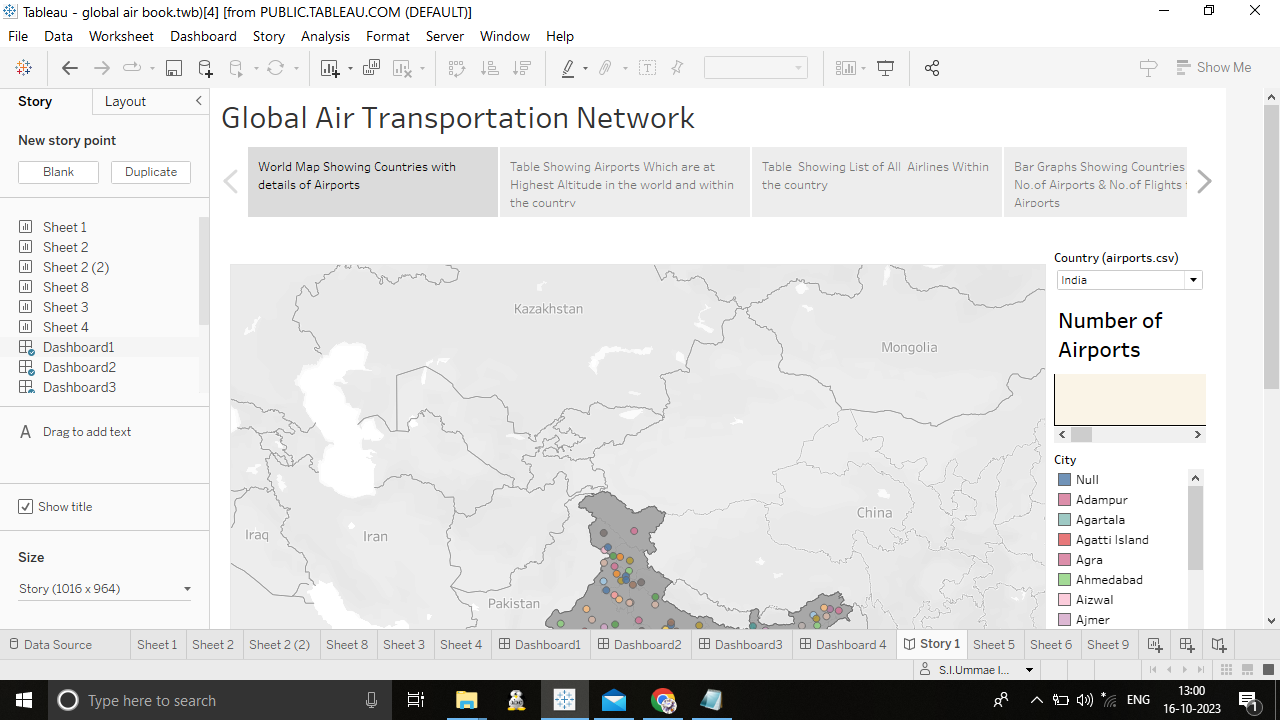 Tableau - global air book.twb)[4] [from PUBLIC.TABLEAU.COM (DEFAULT)]
File Data Worksheet Dashboard Story Analysis Format Server Window Help
Show Me
Story Layout
New story point
Blank Duplicate
Sheet 1
Sheet 2
Sheet 2 (2)
Sheet 8
Sheet 3
Sheet 4
Dashboard1
Dashboard2
Dashboard3
A Drag to add text
Show title
Size
Story (1016 x 964)
Global Air Transportation Network
World Map Showing Countries with
details of Airports
Table Showing Airports Which are at
Highest Altitude in the world and within
the country
Table Showing List of All Airlines Within
the country
Bar Graphs Showing Countries
No.of Airports & No.of Flights
Airports
Kazakhstan
Mongolia
China
Iraq
Iran
Pakistan
Country (airports.csv)
India
Number of
Airports
City
Null
Adampur
Agartala
Agatti Island
Agra
Ahmedabad
Aizwal
Ajmer
Data Source Sheet 1 Sheet 2 Sheet 2 (2) Sheet 8 Sheet 3 Sheet 4 Dashboard1 Dashboard2 Dashboard3 Dashboard 4 Story 1 Sheet 5 Sheet 6 Sheet 9
S.I.Ummae I...
Type here to search
ENG
13:00
16-10-2023
1